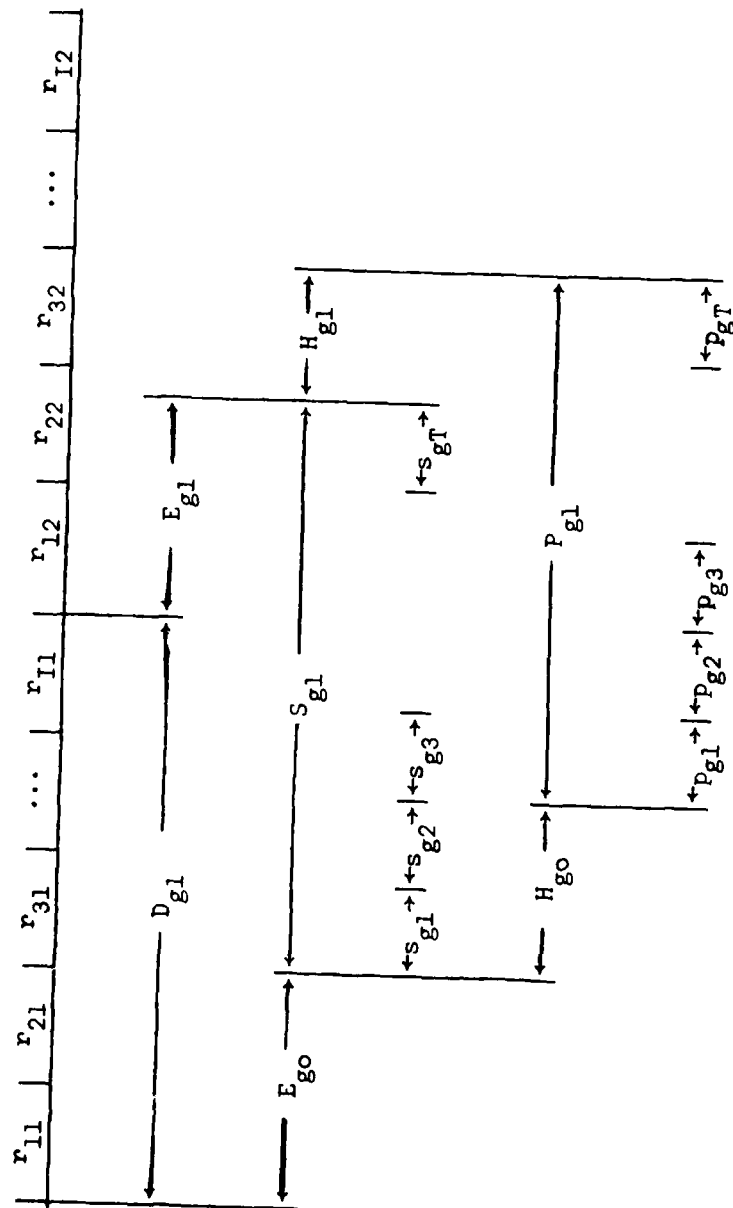 r11 r21 r31 ... rI1 r12 r22 r32 ... rI2
Dg1 Eg1
Ego Sg1 Hg1
sg1 sg2 sg3 sgT
Hgo Pg1
pg1 pg2 pg3 pgT